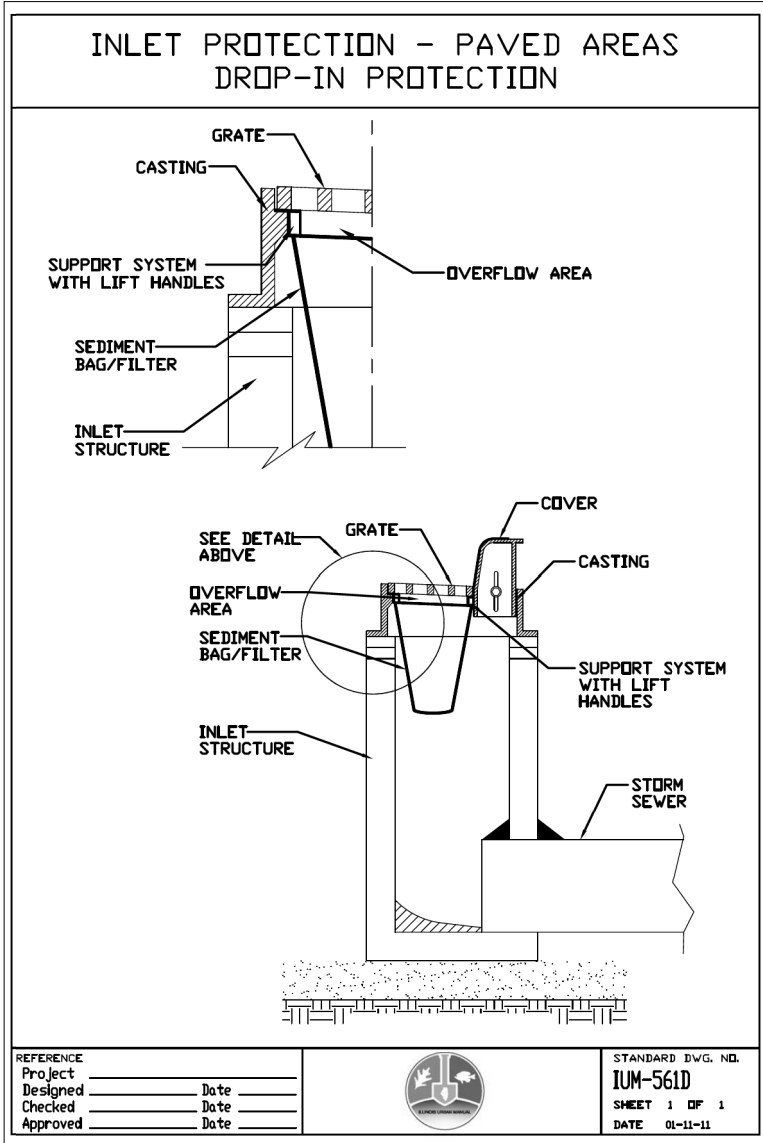 INLET PROTECTION - PAVED AREAS
DROP-IN PROTECTION
GRATE
CASTING
SUPPORT SYSTEM
WITH LIFT HANDLES
OVERFLOW AREA
SEDIMENT
BAG/FILTER
INLET
STRUCTURE
COVER
SEE DETAIL
ABOVE
GRATE
CASTING
OVERFLOW
AREA
SEDIMENT
BAG/FILTER
SUPPORT SYSTEM
WITH LIFT
HANDLES
INLET
STRUCTURE
STORM
SEWER
REFERENCE
Project
Designed Date
Checked Date
Approved Date
ILLINOIS URBAN MANUAL
STANDARD DWG. NO.
IUM-561D
SHEET 1 OF 1
DATE 01-11-11